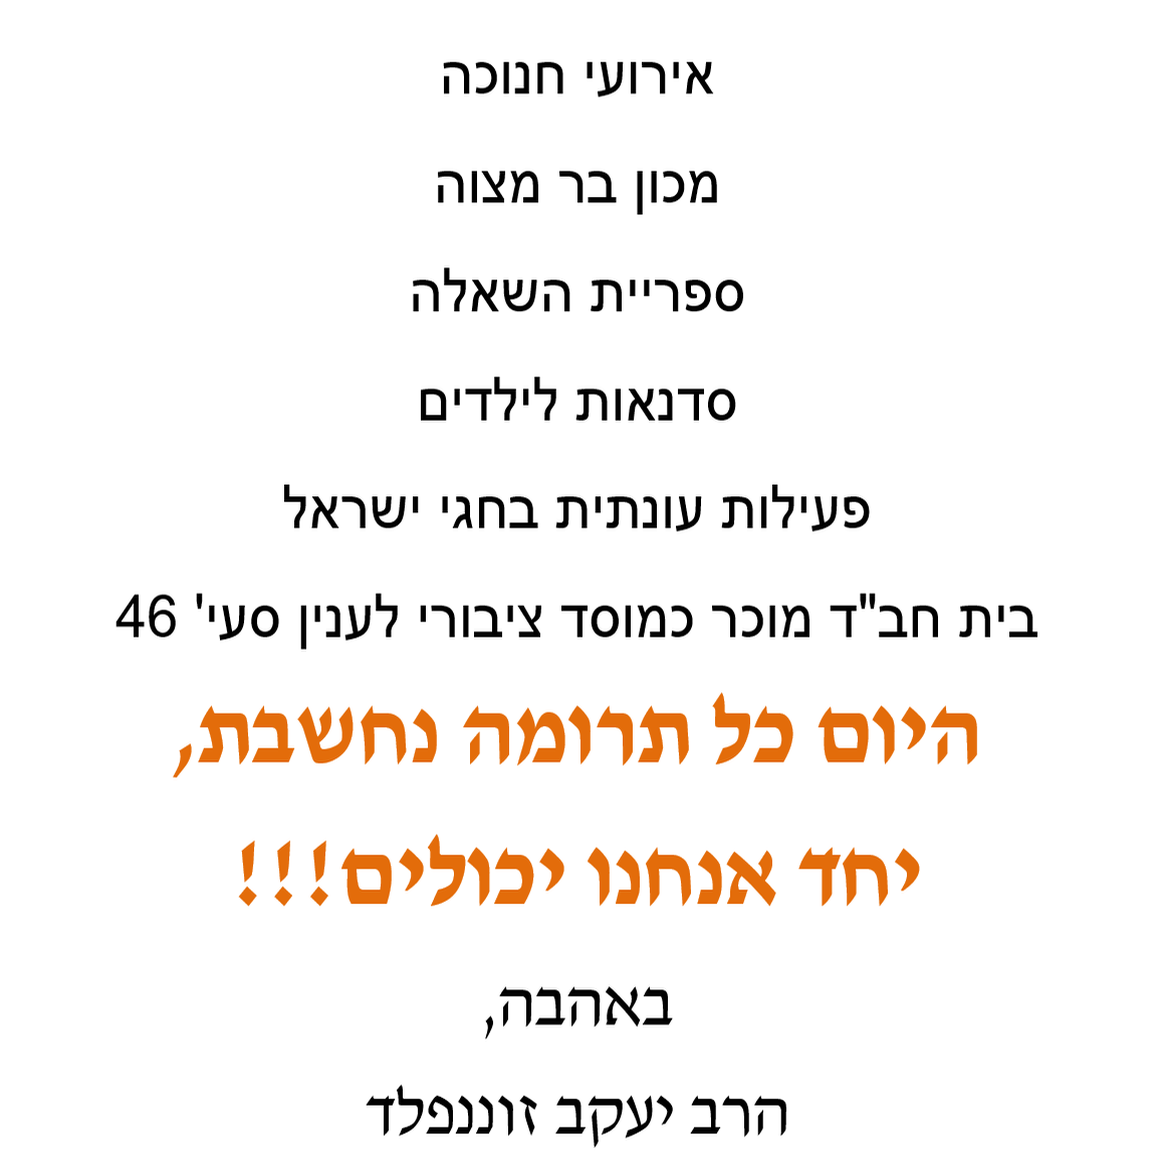 אירועי חנוכה
מכון בר מצוה
ספריית השאלה
סדנאות לילדים
פעילות עונתית בחגי ישראל
בית חב"ד מוכר כמוסד ציבורי לענין סעי' 46
היום כל תרומה נחשבת,
יחד אנחנו יכולים!!!
באהבה,
הרב יעקב זוננפלד